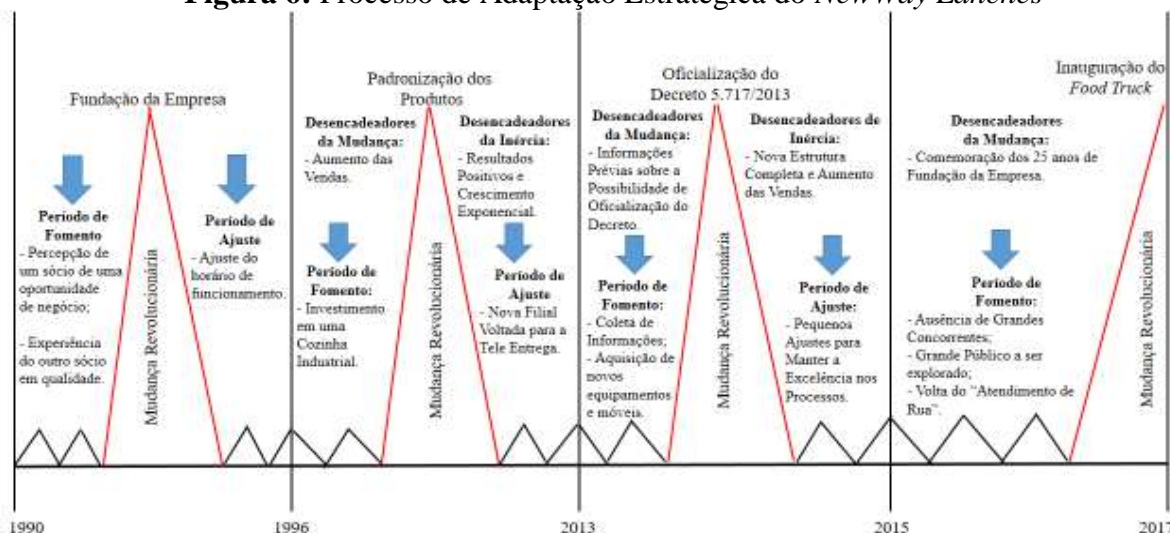 Figura 6. Processo de Adaptação Estratégica do NewWay Lanches
Fundação da Empresa
Período de
Fomento
- Percepção de
um sócio de uma
oportunidade
de negócio;
- Experiência
do outro sócio
em qualidade.
Mudança Revolucionária
Período de
Ajuste
- Ajuste do
horário de
funcionamento.
Padronização dos
Produtos
Desencadeadores
da Mudança:
- Aumento das
Vendas.
Período de
Fomento:
- Investimento
em uma
Cozinha
Industrial.
Mudança Revolucionária
Desencadeadores
da Inércia:
- Resultados
Positivos e
Crescimento
Exponencial.
Período de
Ajuste
- Nova Filial
Voltada para a
Tele Entrega.
Oficialização do
Decreto 5.717/2013
Desencadeadores
da Mudança:
- Informações
Prévias sobre a
Possibilidade de
Oficialização do
Decreto.
Período de
Fomento:
- Coleta de
Informações;
- Aquisição de
novos
equipamentos
e móveis.
Mudança Revolucionária
Desencadeadores de
Inércia:
- Nova Estrutura
Completa e Aumento
das Vendas.
Período de
Ajuste:
- Pequenos
Ajustes para
Manter a
Excelência nos
Processos.
Inauguração do
Food Truck
Desencadeadores
da Mudança:
- Comemoração dos 25 anos de
Fundação da Empresa.
Período de
Fomento:
- Ausência de Grandes
Concorrentes;
- Grande Público a ser
explorado;
- Volta do “Atendimento de
Rua”.
Mudança Revolucionária
1990
1996
2013
2015
2017